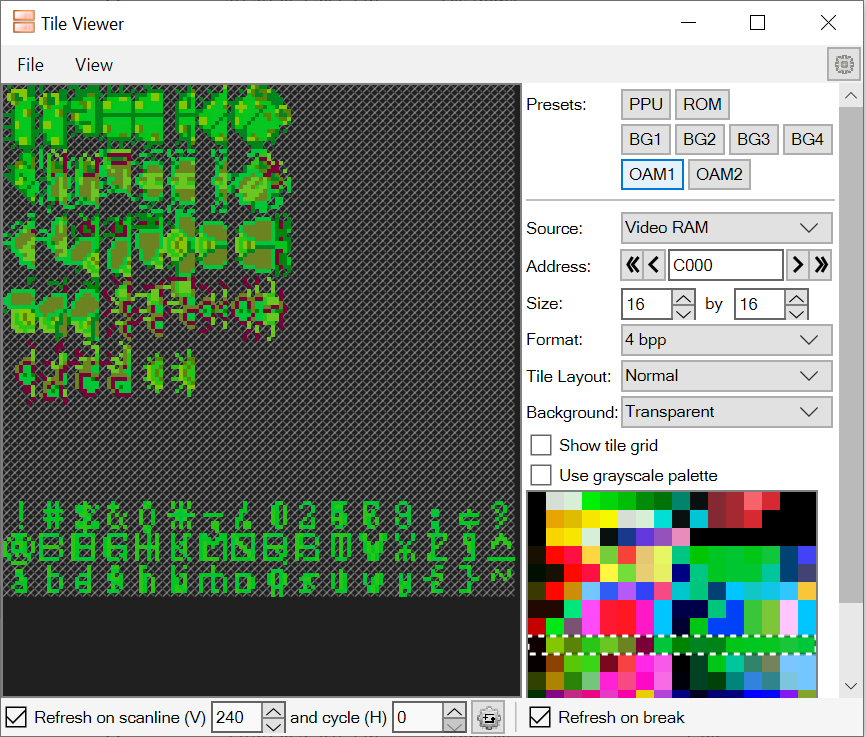 Tile Viewer
File View
Presets: PPU ROM
BG1 BG2 BG3 BG4
OAM1 OAM2
Source: Video RAM
Address: C000
Size: 16 by 16
Format: 4 bpp
Tile Layout: Normal
Background: Transparent
Show tile grid
Use grayscale palette
Refresh on scanline (V) 240 and cycle (H) 0 Refresh on break